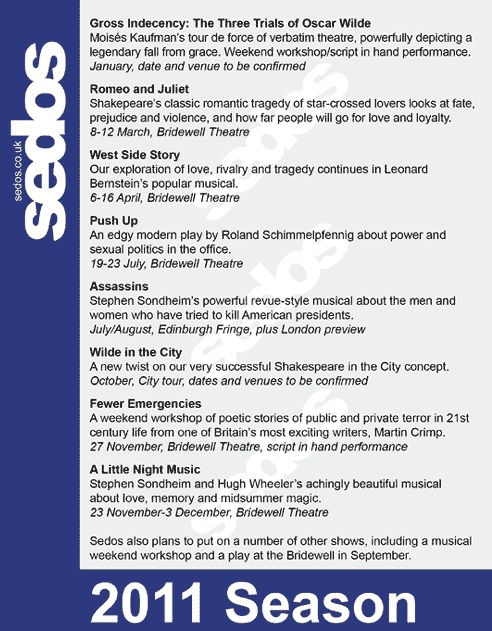 sedos
sedos.co.uk
Gross Indecency: The Three Trials of Oscar Wilde
Moisés Kaufman's tour de force of verbatim theatre, powerfully depicting a
legendary fall from grace. Weekend workshop/script in hand performance.
January, date and venue to be confirmed
Romeo and Juliet
Shakepeare's classic romantic tragedy of star-crossed lovers looks at fate,
prejudice and violence, and how far people will go for love and loyalty.
8-12 March, Bridewell Theatre
West Side Story
Our exploration of love, rivalry and tragedy continues in Leonard
Bernstein's popular musical.
6-16 April, Bridewell Theatre
Push Up
An edgy modern play by Roland Schimmelpfennig about power and
sexual politics in the office.
19-23 July, Bridewell Theatre
Assassins
Stephen Sondheim's powerful revue-style musical about the men and
women who have tried to kill American presidents.
July/August, Edinburgh Fringe, plus London preview
Wilde in the City
A new twist on our very successful Shakespeare in the City concept.
October, City tour, dates and venues to be confirmed
Fewer Emergencies
A weekend workshop of poetic stories of public and private terror in 21st
century life from one of Britain's most exciting writers, Martin Crimp.
27 November, Bridewell Theatre, script in hand performance
A Little Night Music
Stephen Sondheim and Hugh Wheeler's achingly beautiful musical
about love, memory and midsummer magic.
23 November-3 December, Bridewell Theatre
Sedos also plans to put on a number of other shows, including a musical
weekend workshop and a play at the Bridewell in September.
2011 Season
sedos
sedos
sedos